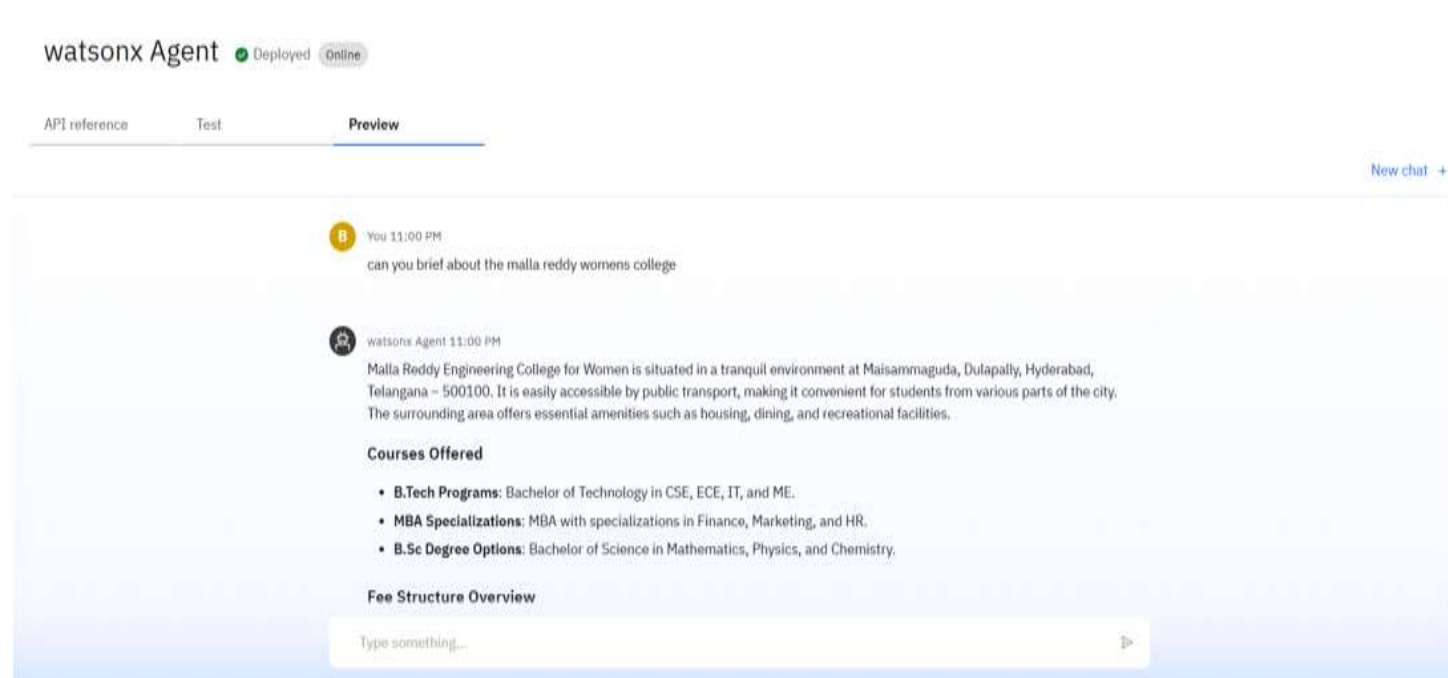 watsonx Agent Deployed Online
API reference Test Preview
New chat +
B You 11:00 PM
can you brief about the malla reddy womens college
watsonx Agent 11:00 PM
Malla Reddy Engineering College for Women is situated in a tranquil environment at Maisammaguda, Dulapally, Hyderabad,
Telangana – 500100. It is easily accessible by public transport, making it convenient for students from various parts of the city.
The surrounding area offers essential amenities such as housing, dining, and recreational facilities.
Courses Offered
• B.Tech Programs: Bachelor of Technology in CSE, ECE, IT, and ME.
• MBA Specializations: MBA with specializations in Finance, Marketing, and HR.
• B.Sc Degree Options: Bachelor of Science in Mathematics, Physics, and Chemistry.
Fee Structure Overview
Type something...